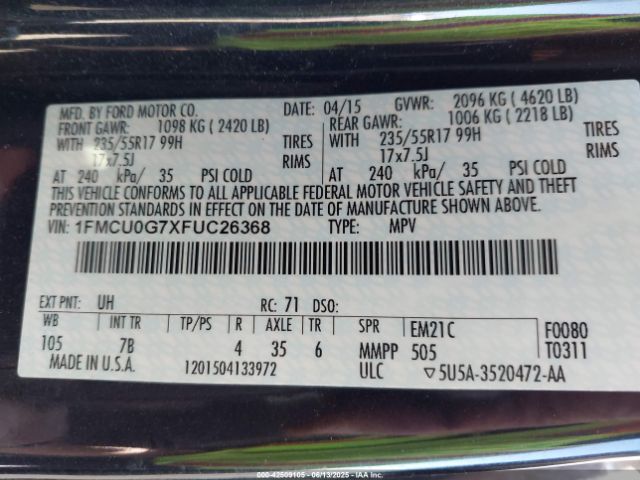 MFD. BY FORD MOTOR CO. DATE: 04/15 GVWR: 2096 KG ( 4620 LB)
FRONT GAWR: 1098 KG ( 2420 LB) REAR GAWR: 1006 KG ( 2218 LB)
WITH 235/55R17 99H TIRES WITH 235/55R17 99H TIRES
17x7.5J RIMS 17x7.5J RIMS
AT 240 kPa/ 35 PSI COLD AT 240 kPa/ 35 PSI COLD
THIS VEHICLE CONFORMS TO ALL APPLICABLE FEDERAL MOTOR VEHICLE SAFETY AND THEFT
PREVENTION STANDARDS IN EFFECT ON THE DATE OF MANUFACTURE SHOWN ABOVE.
VIN: 1FMCU0G7XFUC26368 TYPE: MPV
EXT PNT: UH RC: 71 DSO:
WB INT TR TP/PS R AXLE TR SPR EM21C F0080
105 7B 4 35 6 MMPP 505 T0311
MADE IN U.S.A. 1201504133972 ULC ▽5U5A-3520472-AA
000-42509105 - 06/13/2025 - IAA Inc.